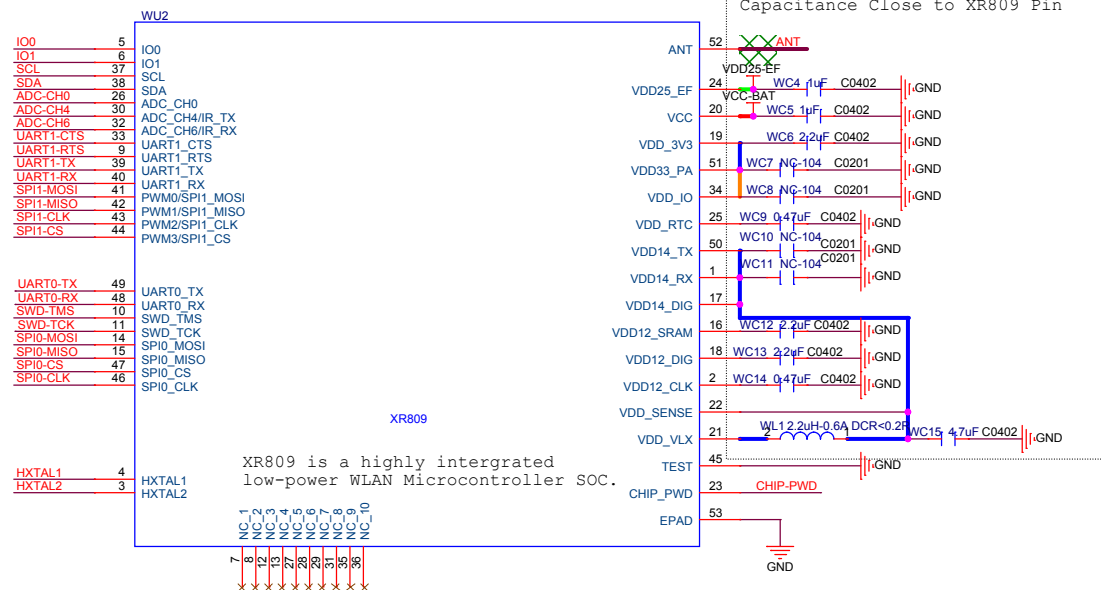 Capacitance Close to XR809 Pin
WU2
IO0 5 IO0
IO1 6 IO1
SCL 37 SCL
SDA 38 SDA
ADC-CH0 26 ADC_CH0
ADC-CH4 30 ADC_CH4/IR_TX
ADC-CH6 32 ADC_CH6/IR_RX
UART1-CTS 33 UART1_CTS
UART1-RTS 9 UART1_RTS
UART1-TX 39 UART1_TX
UART1-RX 40 UART1_RX
SPI1-MOSI 41 PWM0/SPI1_MOSI
SPI1-MISO 42 PWM1/SPI1_MISO
SPI1-CLK 43 PWM2/SPI1_CLK
SPI1-CS 44 PWM3/SPI1_CS
UART0-TX 49 UART0_TX
UART0-RX 48 UART0_RX
SWD-TMS 10 SWD_TMS
SWD-TCK 11 SWD_TCK
SPI0-MOSI 14 SPI0_MOSI
SPI0-MISO 15 SPI0_MISO
SPI0-CS 47 SPI0_CS
SPI0-CLK 46 SPI0_CLK
HXTAL1 4 HXTAL1
HXTAL2 3 HXTAL2
XR809
XR809 is a highly intergrated
low-power WLAN Microcontroller SOC.
NC_1 7
NC_2 8
NC_3 12
NC_4 13
NC_5 27
NC_6 28
NC_7 29
NC_8 31
NC_9 35
NC_10 36
ANT 52 ANT
VDD25-EF
VDD25_EF 24 WC4 1uF C0402 GND
VCC-BAT
VCC 20 WC5 1uF C0402 GND
VDD_3V3 19 WC6 2.2uF C0402 GND
VDD33_PA 51 WC7 NC-104 C0201 GND
VDD_IO 34 WC8 NC-104 C0201 GND
VDD_RTC 25 WC9 0.47uF C0402 GND
VDD14_TX 50 WC10 NC-104 C0201 GND
VDD14_RX 1 WC11 NC-104 C0201 GND
VDD14_DIG 17
VDD12_SRAM 16 WC12 2.2uF C0402 GND
VDD12_DIG 18 WC13 2.2uF C0402 GND
VDD12_CLK 2 WC14 0.47uF C0402 GND
VDD_SENSE 22
VDD_VLX 21 2 WL1 2.2uH-0.6A DCR<0.2R 1 WC15 4.7uF C0402 GND
TEST 45 GND
CHIP_PWD 23 CHIP-PWD
EPAD 53
GND